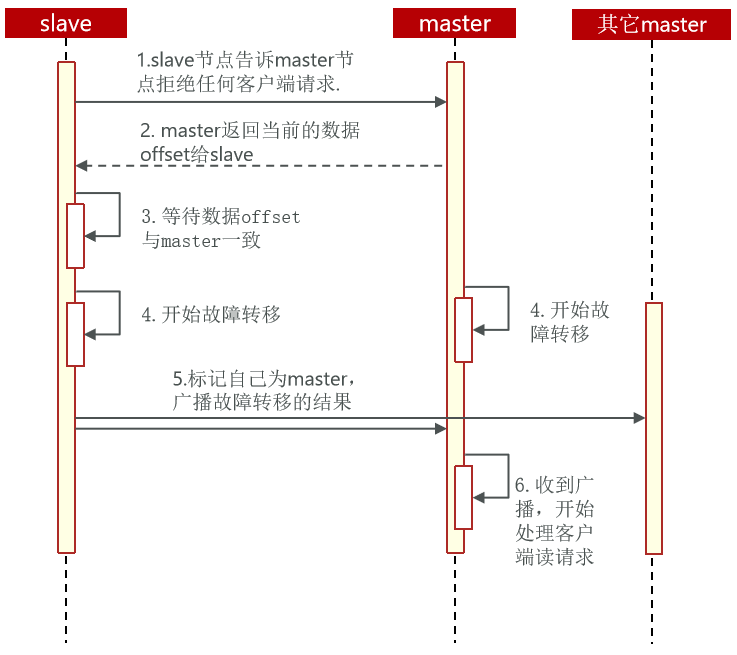 slave
master
其它master
1.slave节点告诉master节
点拒绝任何客户端请求.
2. master返回当前的数据
offset给slave
3. 等待数据offset
与master一致
4. 开始故障转移
4. 开始故
障转移
5.标记自己为master，
广播故障转移的结果
6. 收到广
播，开始
处理客户
端读请求